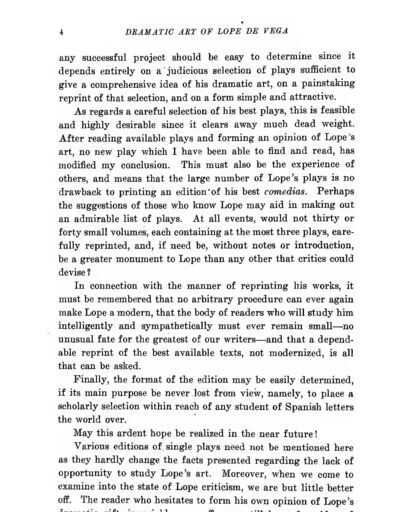 4 DRAMATIC ART OF LOPE DE VEGA
any successful project should be easy to determine since it
depends entirely on a judicious selection of plays sufficient to
give a comprehensive idea of his dramatic art, on a painstaking
reprint of that selection, and on a form simple and attractive.
As regards a careful selection of his best plays, this is feasible
and highly desirable since it clears away much dead weight.
After reading available plays and forming an opinion of Lope's
art, no new play which I have been able to find and read, has
modified my conclusion. This must also be the experience of
others, and means that the large number of Lope's plays is no
drawback to printing an edition of his best comedias. Perhaps
the suggestions of those who know Lope may aid in making out
an admirable list of plays. At all events, would not thirty or
forty small volumes, each containing at the most three plays, care-
fully reprinted, and, if need be, without notes or introduction,
be a greater monument to Lope than any other that critics could
devise?
In connection with the manner of reprinting his works, it
must be remembered that no arbitrary procedure can ever again
make Lope a modern, that the body of readers who will study him
intelligently and sympathetically must ever remain small—no
unusual fate for the greatest of our writers—and that a depend-
able reprint of the best available texts, not modernized, is all
that can be asked.
Finally, the format of the edition may be easily determined,
if its main purpose be never lost from view, namely, to place a
scholarly selection within reach of any student of Spanish letters
the world over.
May this ardent hope be realized in the near future!
Various editions of single plays need not be mentioned here
as they hardly change the facts presented regarding the lack of
opportunity to study Lope's art. Moreover, when we come to
examine into the state of Lope criticism, we are but little better
off. The reader who hesitates to form his own opinion of Lope's